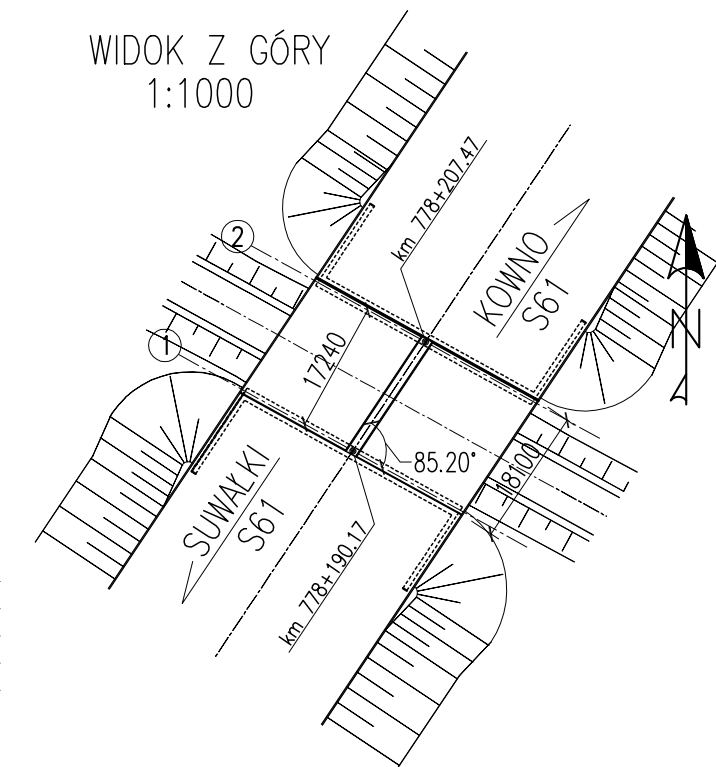 WIDOK Z GÓRY
1:1000
km 778+207.47
2
KOWNO
S61
N
1
17240
85.20°
18100
SUWAŁKI
S61
km 778+190.17